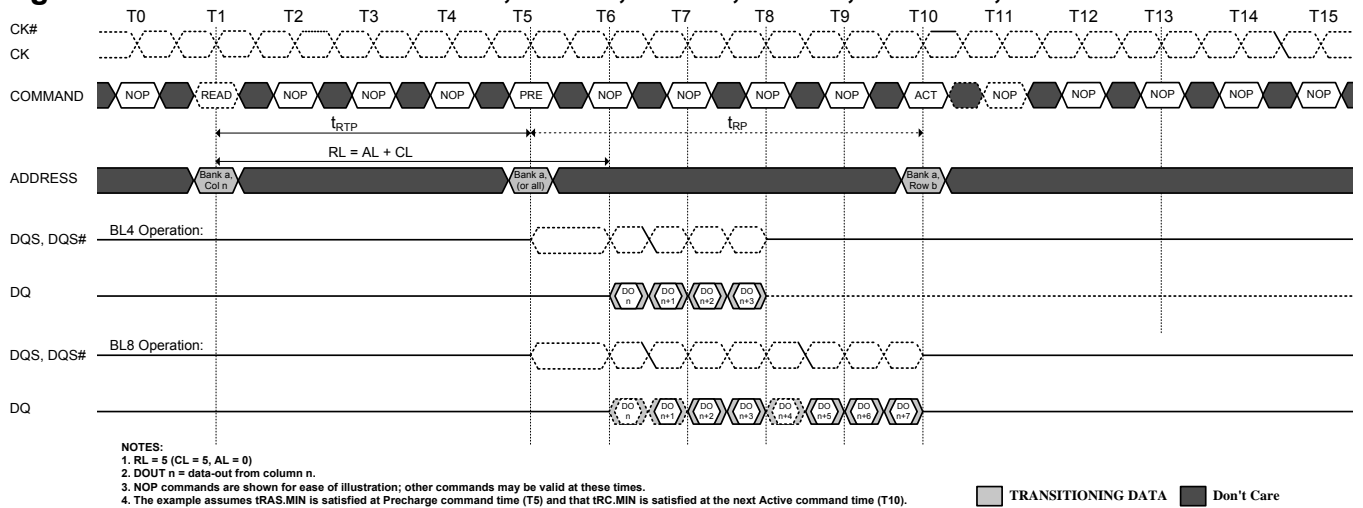 T0 T1 T2 T3 T4 T5 T6 T7 T8 T9 T10 T11 T12 T13 T14 T15
CK#
CK
COMMAND NOP READ NOP NOP NOP PRE NOP NOP NOP NOP ACT NOP NOP NOP NOP NOP
tRTP tRP
RL = AL + CL
ADDRESS Bank a, Col n Bank a, (or all) Bank a, Row b
BL4 Operation:
DQS, DQS#
DQ DO n DO n+1 DO n+2 DO n+3
BL8 Operation:
DQS, DQS#
DQ DO n DO n+1 DO n+2 DO n+3 DO n+4 DO n+5 DO n+6 DO n+7
NOTES:
1. RL = 5 (CL = 5, AL = 0)
2. DOUT n = data-out from column n.
3. NOP commands are shown for ease of illustration; other commands may be valid at these times.
4. The example assumes tRAS.MIN is satisfied at Precharge command time (T5) and that tRC.MIN is satisfied at the next Active command time (T10).
TRANSITIONING DATA Don't Care